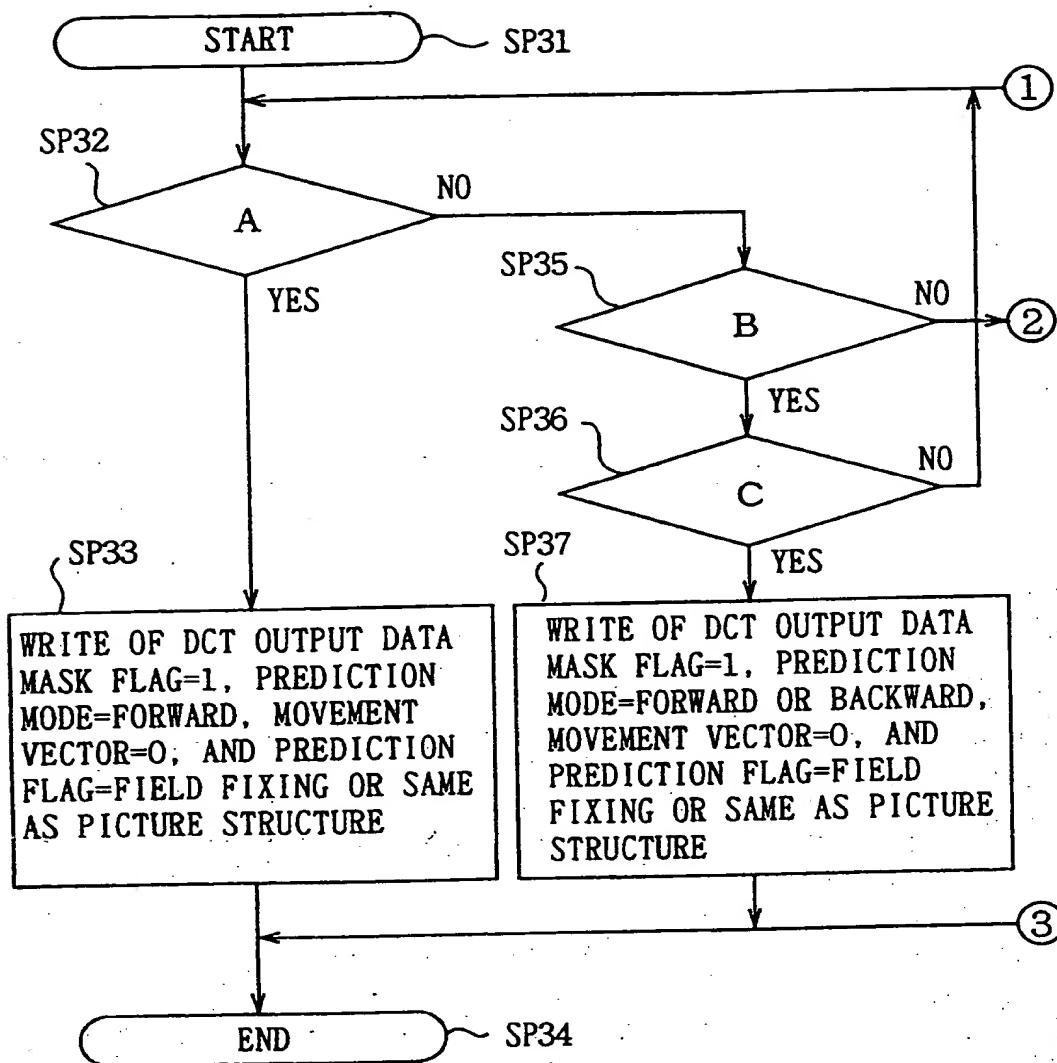 START
SP31
①
SP32
A
NO
YES
SP35
B
NO
②
YES
SP36
C
NO
YES
SP33
WRITE OF DCT OUTPUT DATA
MASK FLAG=1, PREDICTION
MODE=FORWARD, MOVEMENT
VECTOR=0, AND PREDICTION
FLAG=FIELD FIXING OR SAME
AS PICTURE STRUCTURE
SP37
WRITE OF DCT OUTPUT DATA
MASK FLAG=1, PREDICTION
MODE=FORWARD OR BACKWARD,
MOVEMENT VECTOR=0, AND
PREDICTION FLAG=FIELD
FIXING OR SAME AS PICTURE
STRUCTURE
③
END
SP34